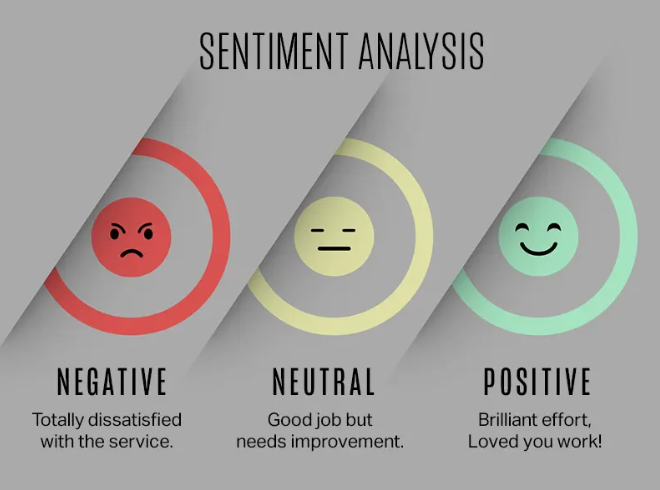 SENTIMENT ANALYSIS
NEGATIVE
Totally dissatisfied
with the service.
NEUTRAL
Good job but
needs improvement.
POSITIVE
Brilliant effort,
Loved you work!